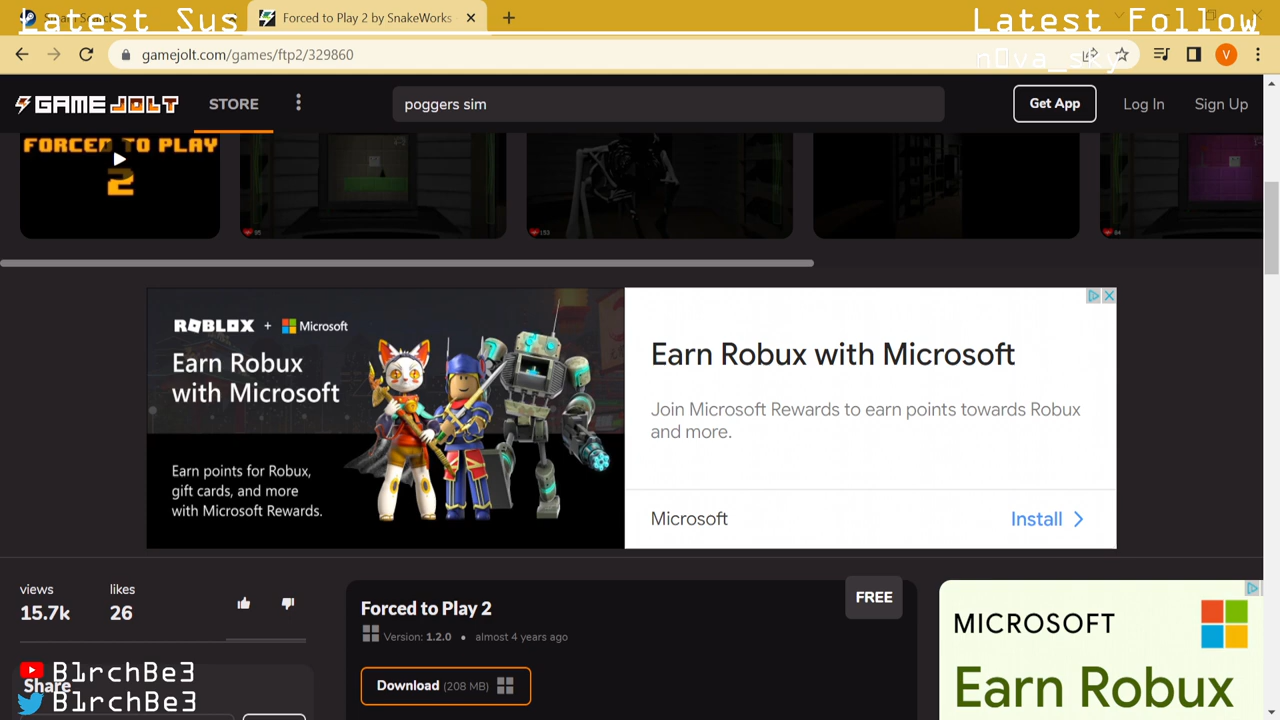 Latest Sus
Forced to Play 2 by SnakeWorks
Latest Follow
gamejolt.com/games/ftp2/329860
V
GAME JOLT
STORE
poggers sim
Get App
Log In
Sign Up
FORCED TO PLAY
2
95
153
84
ROBLOX + Microsoft
Earn Robux
with Microsoft
Earn points for Robux,
gift cards, and more
with Microsoft Rewards.
Earn Robux with Microsoft
Join Microsoft Rewards to earn points towards Robux
and more.
Microsoft
Install
views
15.7k
likes
26
Forced to Play 2
FREE
Version: 1.2.0 • almost 4 years ago
Download (208 MB)
MICROSOFT
Earn Robux
B1rchBe3
Share
B1rchBe3